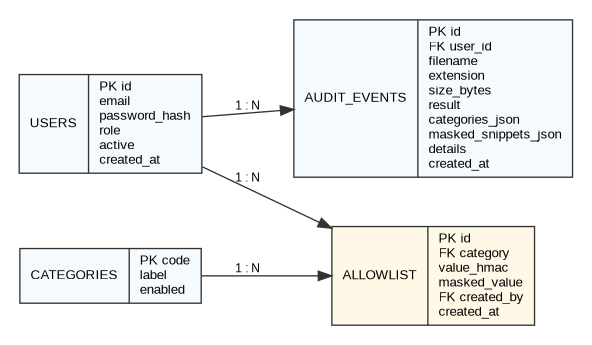 USERS
PK id
email
password_hash
role
active
created_at
1 : N
AUDIT_EVENTS
PK id
FK user_id
filename
extension
size_bytes
result
categories_json
masked_snippets_json
details
created_at
1 : N
CATEGORIES
PK code
label
enabled
1 : N
ALLOWLIST
PK id
FK category
value_hmac
masked_value
FK created_by
created_at